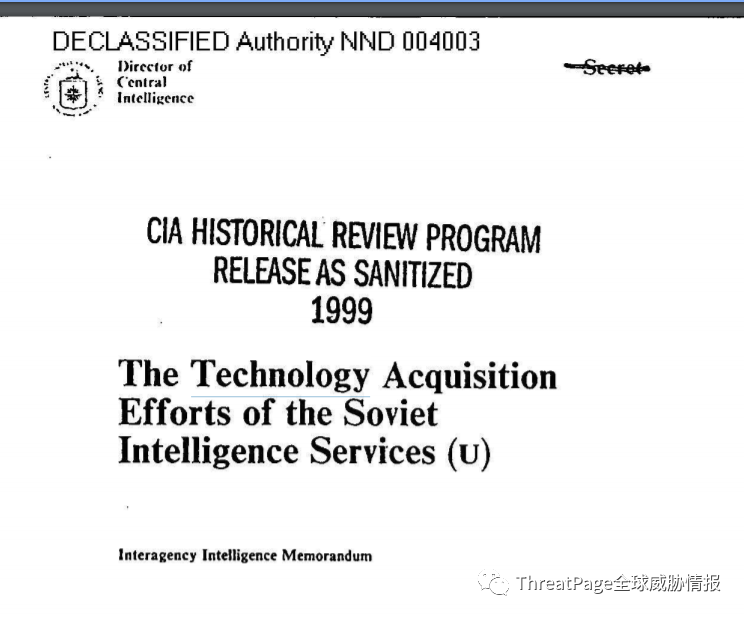 DECLASSIFIED Authority NND 004003
Director of
Central
Intelligence
Secret
CIA HISTORICAL REVIEW PROGRAM
RELEASE AS SANITIZED
1999
The Technology Acquisition
Efforts of the Soviet
Intelligence Services (U)
Interagency Intelligence Memorandum
ThreatPage全球威胁情报